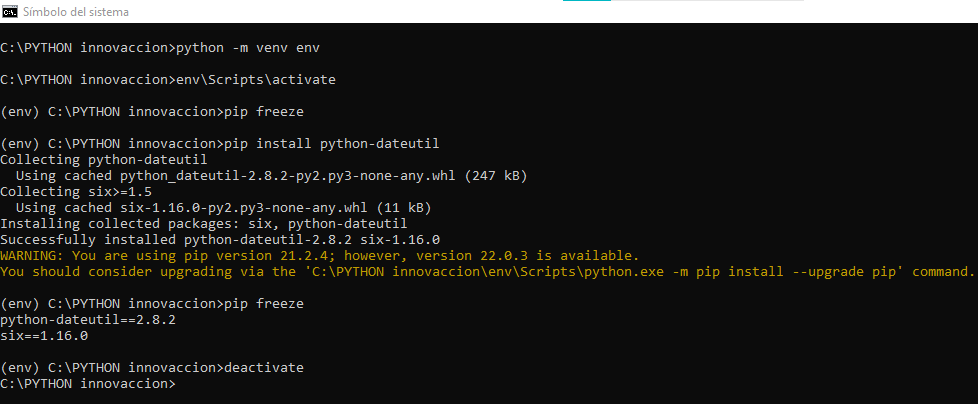 Símbolo del sistema
C:\PYTHON innovaccion>python -m venv env
C:\PYTHON innovaccion>env\Scripts\activate
(env) C:\PYTHON innovaccion>pip freeze
(env) C:\PYTHON innovaccion>pip install python-dateutil
Collecting python-dateutil
  Using cached python_dateutil-2.8.2-py2.py3-none-any.whl (247 kB)
Collecting six>=1.5
  Using cached six-1.16.0-py2.py3-none-any.whl (11 kB)
Installing collected packages: six, python-dateutil
Successfully installed python-dateutil-2.8.2 six-1.16.0
WARNING: You are using pip version 21.2.4; however, version 22.0.3 is available.
You should consider upgrading via the 'C:\PYTHON innovaccion\env\Scripts\python.exe -m pip install --upgrade pip' command.
(env) C:\PYTHON innovaccion>pip freeze
python-dateutil==2.8.2
six==1.16.0
(env) C:\PYTHON innovaccion>deactivate
C:\PYTHON innovaccion>